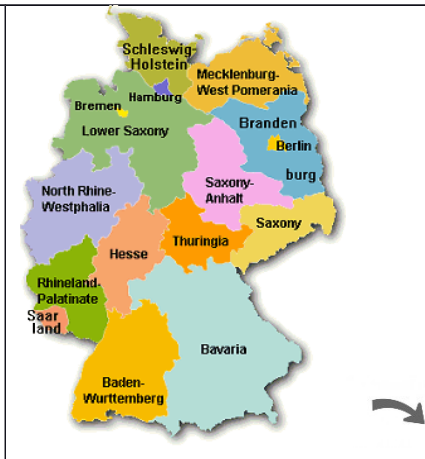 Schleswig-
Holstein
Mecklenburg-
West Pomerania
Hamburg
Bremen
Lower Saxony
Branden
Berlin
burg
North Rhine-
Westphalia
Saxony-
Anhalt
Saxony
Thuringia
Hesse
Rhineland-
Palatinate
Saar
land
Bavaria
Baden-
Wurttemberg